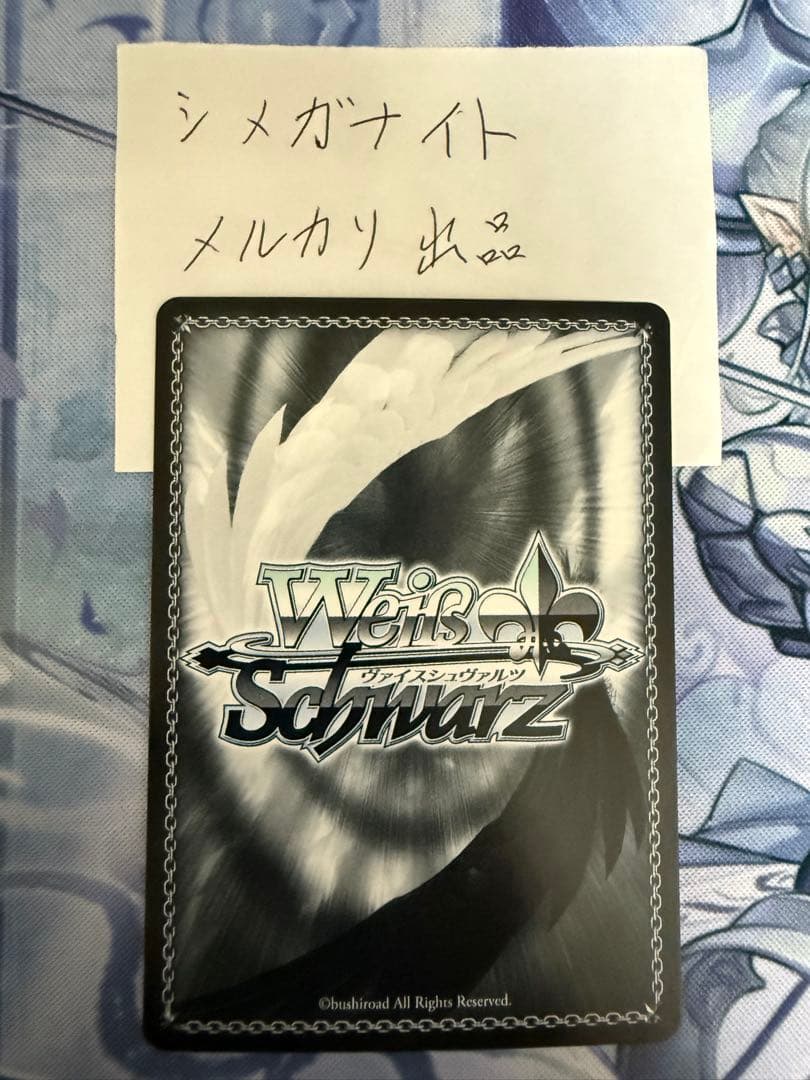 シメガナイト
メルカリ 出品
Weiß
ヴァイスシュヴァルツ
Schwarz
©bushiroad All Rights Reserved.